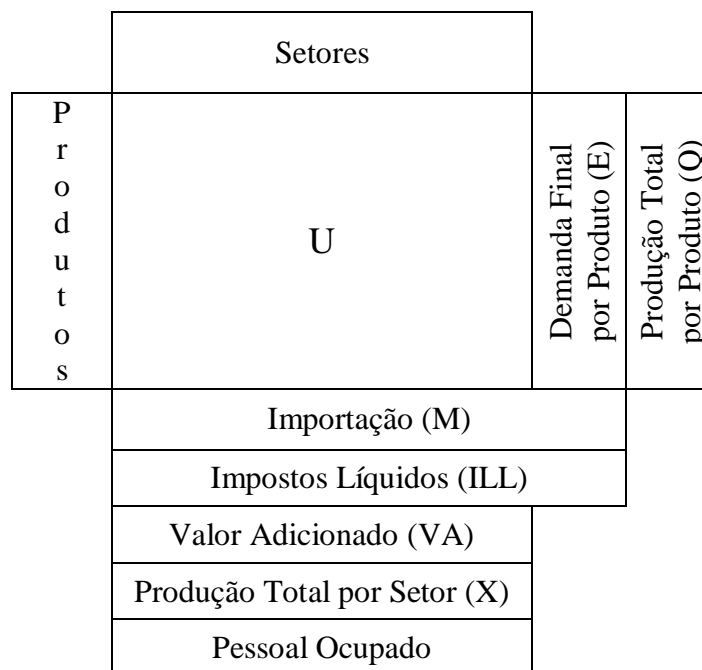 Setores
P
r
o
d
u
t
o
s
U
Demanda Final
por Produto (E)
Produção Total
por Produto (Q)
Importação (M)
Impostos Líquidos (ILL)
Valor Adicionado (VA)
Produção Total por Setor (X)
Pessoal Ocupado